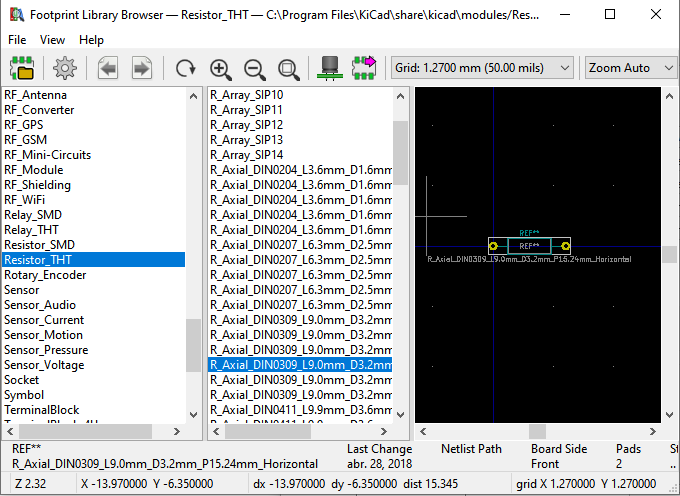 Footprint Library Browser — Resistor_THT — C:\Program Files\KiCad\share\kicad\modules/Res...
File View Help
Grid: 1.2700 mm (50.00 mils)
Zoom Auto
RF_Antenna
RF_Converter
RF_GPS
RF_GSM
RF_Mini-Circuits
RF_Module
RF_Shielding
RF_WiFi
Relay_SMD
Relay_THT
Resistor_SMD
Resistor_THT
Rotary_Encoder
Sensor
Sensor_Audio
Sensor_Current
Sensor_Motion
Sensor_Pressure
Sensor_Voltage
Socket
Symbol
TerminalBlock
R_Array_SIP10
R_Array_SIP11
R_Array_SIP12
R_Array_SIP13
R_Array_SIP14
R_Axial_DIN0204_L3.6mm_D1.6mm
R_Axial_DIN0204_L3.6mm_D1.6mm
R_Axial_DIN0204_L3.6mm_D1.6mm
R_Axial_DIN0204_L3.6mm_D1.6mm
R_Axial_DIN0204_L3.6mm_D1.6mm
R_Axial_DIN0207_L6.3mm_D2.5mm
R_Axial_DIN0207_L6.3mm_D2.5mm
R_Axial_DIN0207_L6.3mm_D2.5mm
R_Axial_DIN0207_L6.3mm_D2.5mm
R_Axial_DIN0207_L6.3mm_D2.5mm
R_Axial_DIN0309_L9.0mm_D3.2mm
R_Axial_DIN0309_L9.0mm_D3.2mm
R_Axial_DIN0309_L9.0mm_D3.2mm
R_Axial_DIN0309_L9.0mm_D3.2mm
R_Axial_DIN0309_L9.0mm_D3.2mm
R_Axial_DIN0309_L9.0mm_D3.2mm
R_Axial_DIN0411_L9.9mm_D3.6mm
REF**
REF**
R_Axial_DIN0309_L9.0mm_D3.2mm_P15.24mm_Horizontal
REF** Last Change Netlist Path Board Side Pads St
R_Axial_DIN0309_L9.0mm_D3.2mm_P15.24mm_Horizontal abr. 28, 2018 Front 2 ..
Z 2.32 X -13.970000 Y -6.350000 dx -13.970000 dy -6.350000 dist 15.345 grid X 1.270000 Y 1.270000